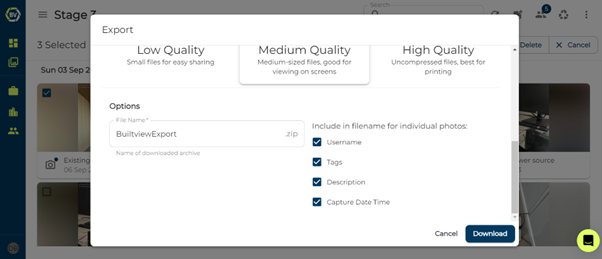 BV
Stage 3
Search
6
3 Selected
Delete
Cancel
Sun 03 Sep
Export
Low Quality
Small files for easy sharing
Medium Quality
Medium-sized files, good for
viewing on screens
High Quality
Uncompressed files, best for
printing
Options
File Name*
BuiltviewExport
.zip
Name of downloaded archive
Include in filename for individual photos:
Username
Tags
Description
Capture Date Time
Existing
06 Sep
wer source
Cancel
Download